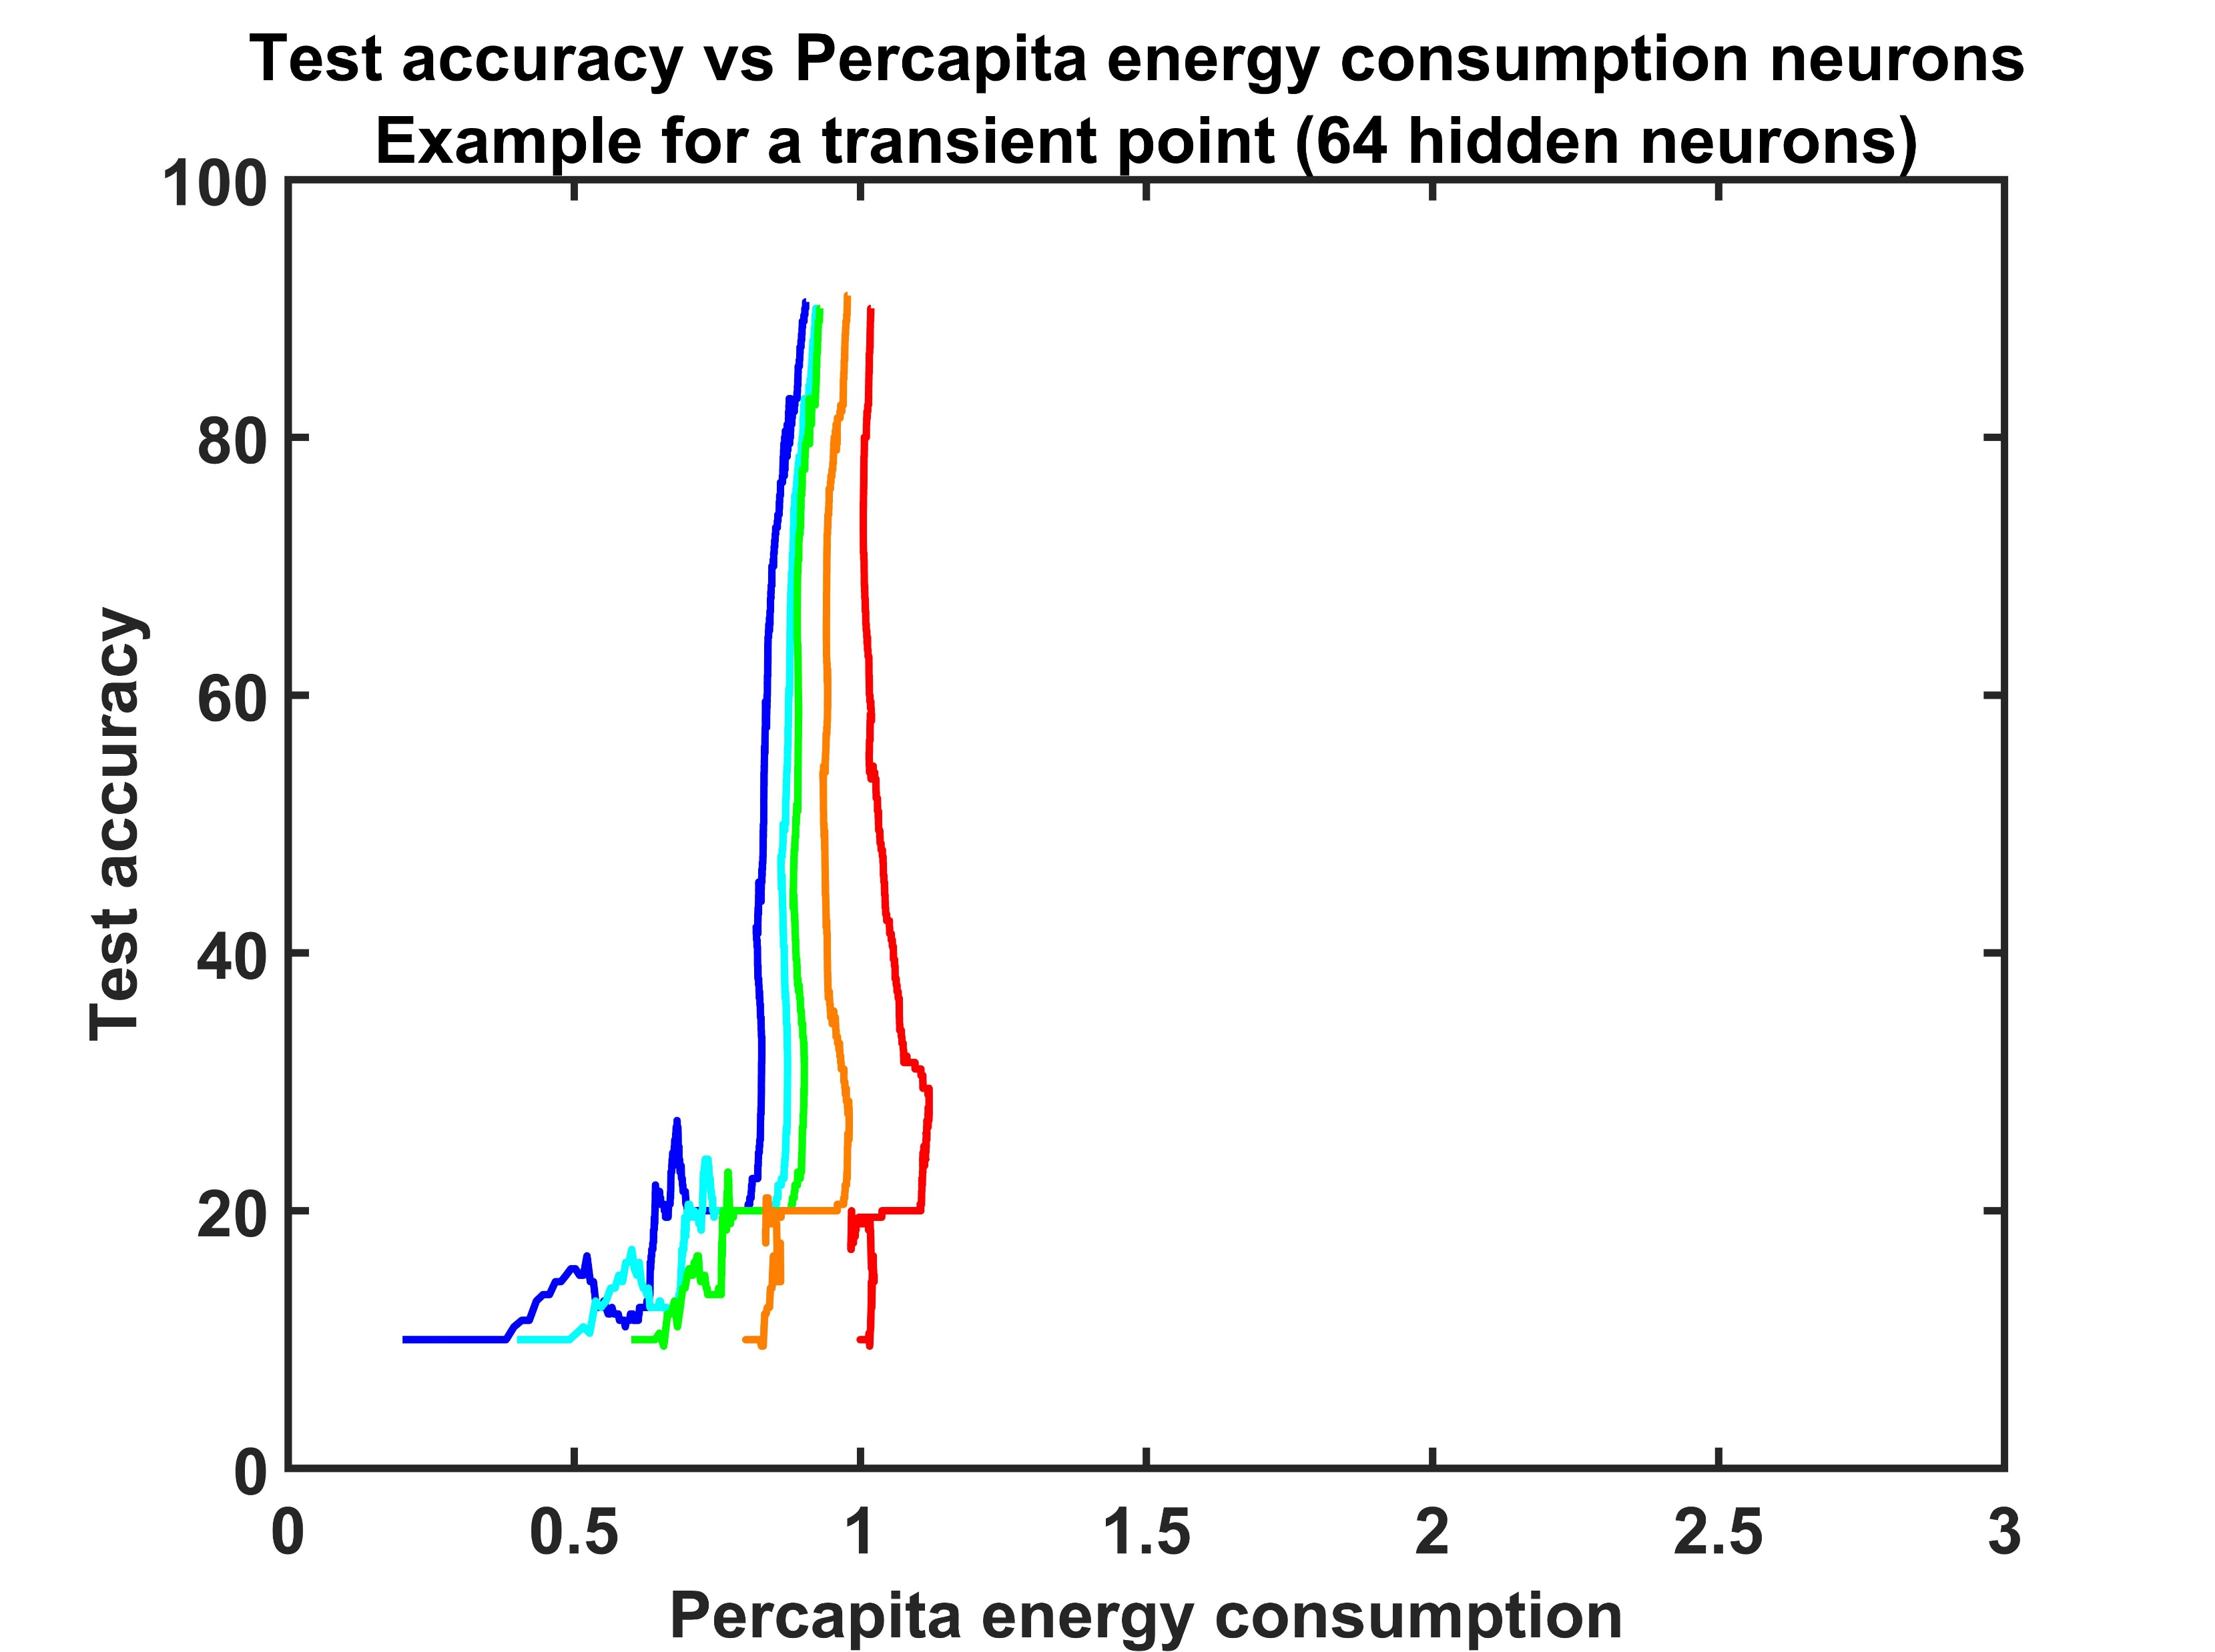 Test accuracy vs Percapita energy consumption neurons
Example for a transient point (64 hidden neurons)
100
80
60
40
20
0
Test accuracy
0 0.5 1 1.5 2 2.5 3
Percapita energy consumption